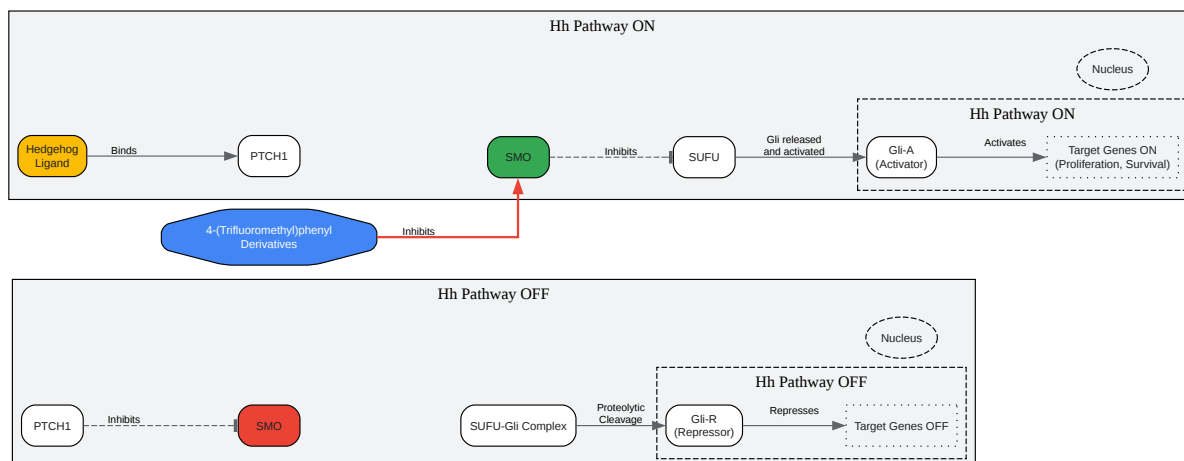 Hh Pathway ON
Nucleus
Hh Pathway ON
Hedgehog
Ligand
Binds
PTCH1
SMO
Inhibits
SUFU
Gli released
and activated
Gli-A
(Activator)
Activates
Target Genes ON
(Proliferation, Survival)
4-(Trifluoromethyl)phenyl
Derivatives
Inhibits
Hh Pathway OFF
Nucleus
Hh Pathway OFF
PTCH1
Inhibits
SMO
SUFU-Gli Complex
Proteolytic
Cleavage
Gli-R
(Repressor)
Represses
Target Genes OFF